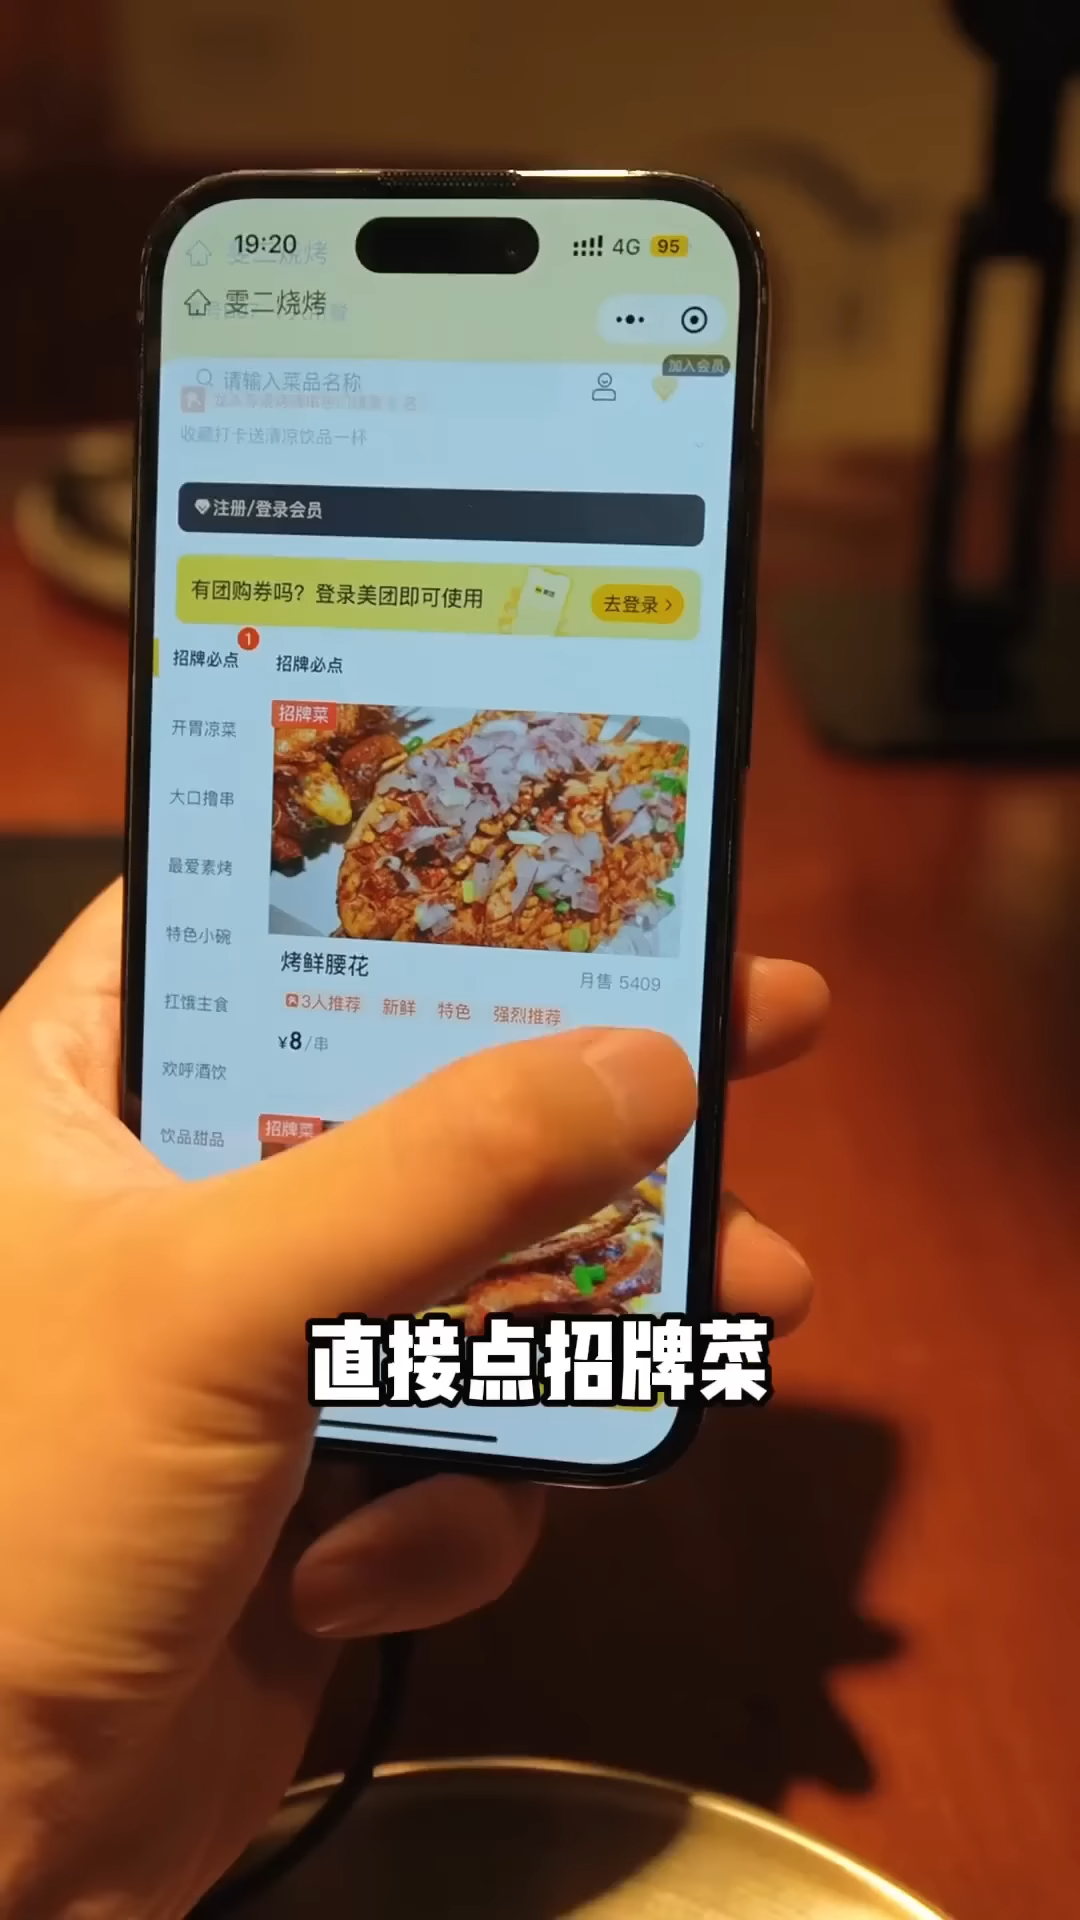 19:20
4G 95
雯二烧烤
请输入菜品名称
加入会员
收藏打卡送清凉饮品一杯
注册/登录会员
有团购券吗？登录美团即可使用
去登录 >
招牌必点
1
招牌必点
开胃凉菜
大口撸串
最爱素烤
特色小碗
扛饿主食
欢呼酒饮
饮品甜品
招牌菜
烤鲜腰花
月售 5409
3人推荐 新鲜 特色 强烈推荐
¥8/串
招牌菜
直接点招牌菜